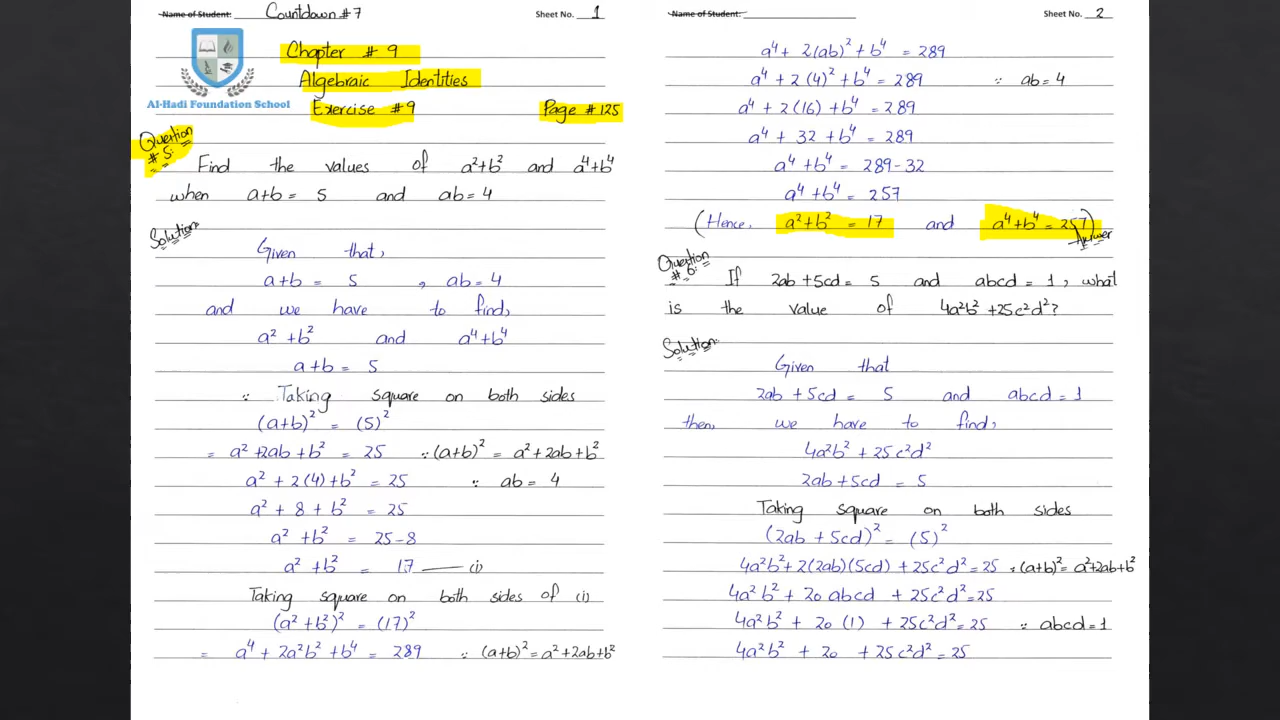 Name of Student: Countdown #7 Sheet No. 1
Al-Hadi Foundation School
Chapter # 9
Algebraic Identities
Exercise #9 Page #125
Question # 5:
Find the values of a²+b² and a⁴+b⁴
when a+b = 5 and ab = 4
Solution:
Given that,
a+b = 5 , ab = 4
and we have to find,
a² + b² and a⁴+b⁴
a+b = 5
∵ Taking square on both sides
(a+b)² = (5)²
= a²+2ab+b² = 25 ∵(a+b)² = a²+2ab+b²
a² + 2(4)+b² = 25 ∵ ab = 4
a² + 8 + b² = 25
a² + b² = 25-8
a² + b² = 17 —— (i)
Taking square on both sides of (i)
(a²+b²)² = (17)²
= a⁴ + 2a²b² + b⁴ = 289 ∵ (a+b)² = a²+2ab+b²
Name of Student: Sheet No. 2
a⁴ + 2(ab)² + b⁴ = 289
a⁴ + 2(4)² + b⁴ = 289 ∵ ab = 4
a⁴ + 2(16) + b⁴ = 289
a⁴ + 32 + b⁴ = 289
a⁴ + b⁴ = 289-32
a⁴ + b⁴ = 257
(Hence, a²+b² = 17 and a⁴+b⁴ = 257)
Answer
Question # 6:
If 2ab+5cd = 5 and abcd = 1, what
is the value of 4a²b² +25c²d²?
Solution:
Given that
2ab+5cd = 5 and abcd = 1
then, we have to find,
4a²b² + 25c²d²
2ab+5cd = 5
Taking square on both sides
(2ab + 5cd)² = (5)²
4a²b²+2(2ab)(5cd) + 25c²d² = 25 ∵(a+b)² = a²+2ab+b²
4a²b² + 20 abcd + 25c²d² = 25
4a²b² + 20 (1) + 25c²d² = 25 ∵ abcd = 1
4a²b² + 20 + 25c²d² = 25